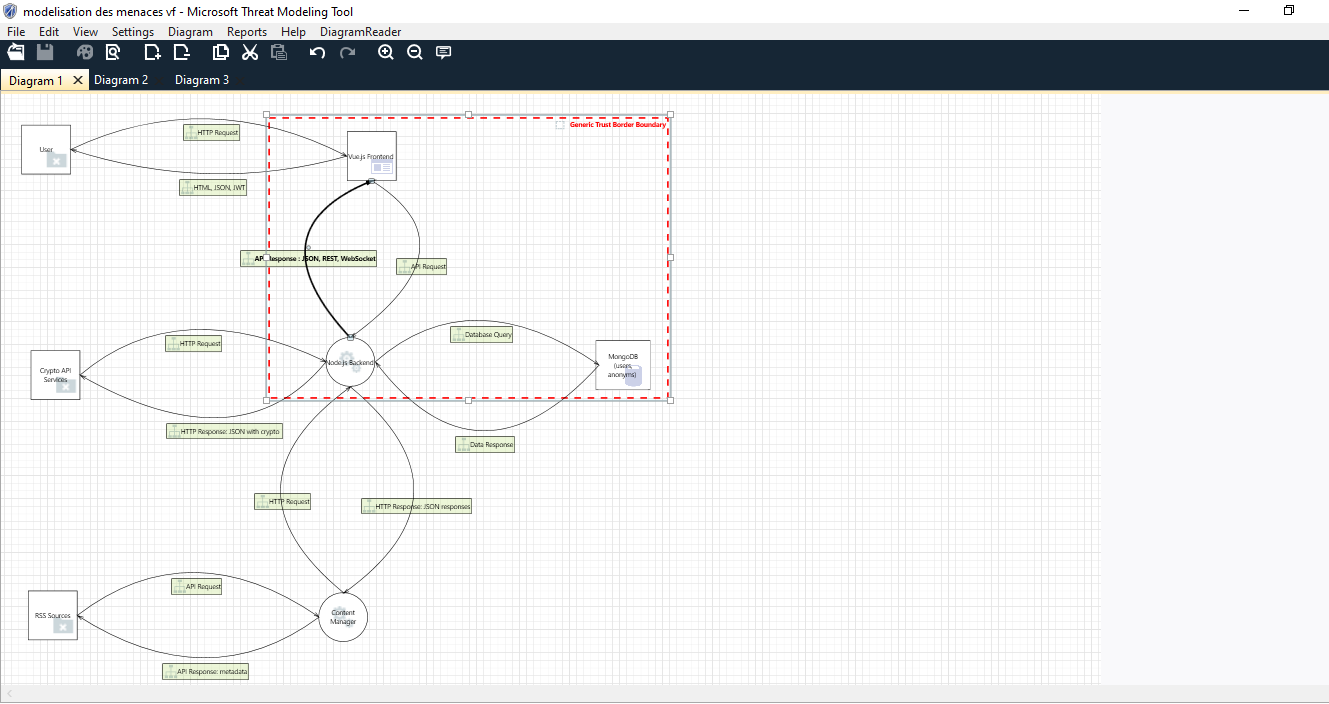 modelisation des menaces vf - Microsoft Threat Modeling Tool
File Edit View Settings Diagram Reports Help DiagramReader
Diagram 1 Diagram 2 Diagram 3
Generic Trust Border Boundary
HTTP Request
User
Vue.js Frontend
HTML, JSON, JWT
API Response : JSON, REST, WebSocket
API Request
Database Query
HTTP Request
MongoDB
(users,
anonyms)
Node.js Backend
Crypto API
Services
HTTP Response: JSON with crypto
Data Response
HTTP Request
HTTP Response: JSON responses
API Request
RSS Sources
Content
Manager
API Response: metadata